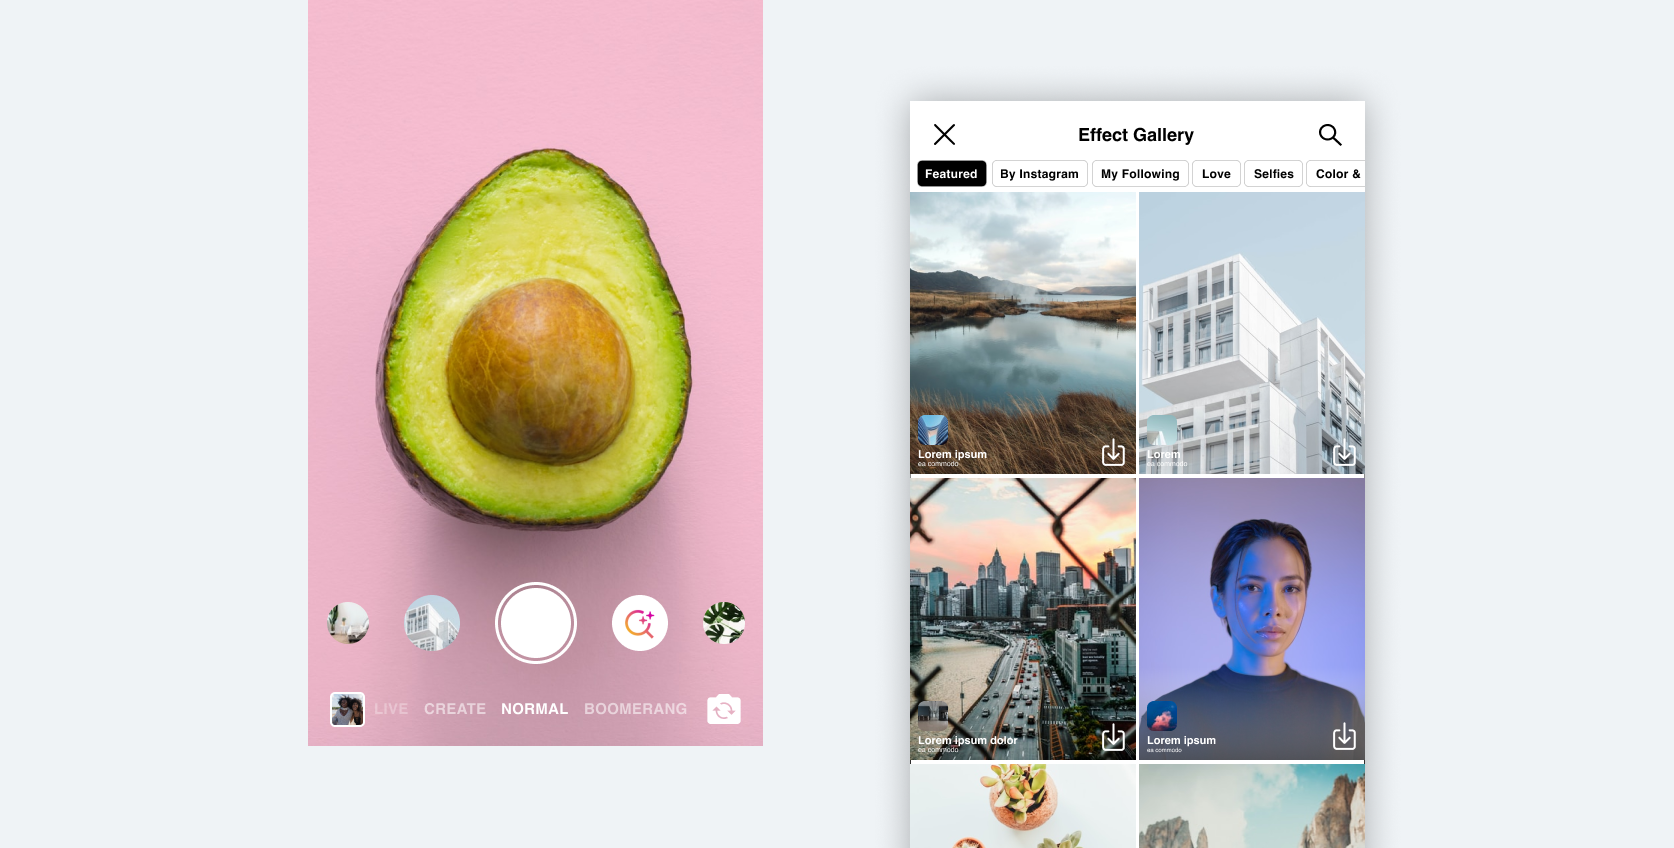 LIVE CREATE NORMAL BOOMERANG
Effect Gallery
Featured By Instagram My Following Love Selfies Color &
Lorem ipsum
ea commodo
Lorem
ea commodo
Lorem ipsum dolor
ea commodo
Lorem ipsum
ea commodo